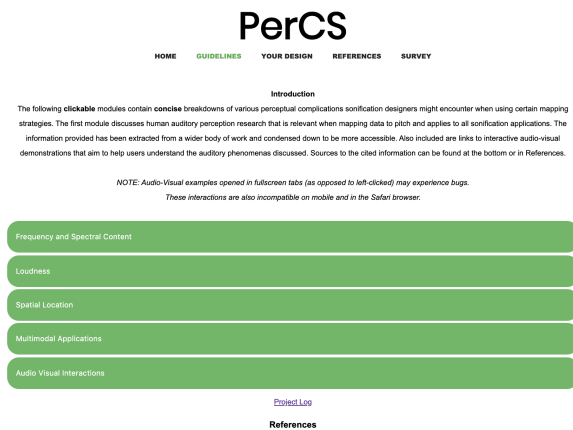 PerCS
HOME GUIDELINES YOUR DESIGN REFERENCES SURVEY
Introduction
The following clickable modules contain concise breakdowns of various perceptual complications sonification designers might encounter when using certain mapping
strategies. The first module discusses human auditory perception research that is relevant when mapping data to pitch and applies to all sonification applications. The
information provided has been extracted from a wider body of work and condensed down to be more accessible. Also included are links to interactive audio-visual
demonstrations that aim to help users understand the auditory phenomenas discussed. Sources to the cited information can be found at the bottom or in References.
NOTE: Audio-Visual examples opened in fullscreen tabs (as opposed to left-clicked) may experience bugs.
These interactions are also incompatible on mobile and in the Safari browser.
Frequency and Spectral Content
Loudness
Spatial Location
Multimodal Applications
Audio Visual Interactions
Project Log
References